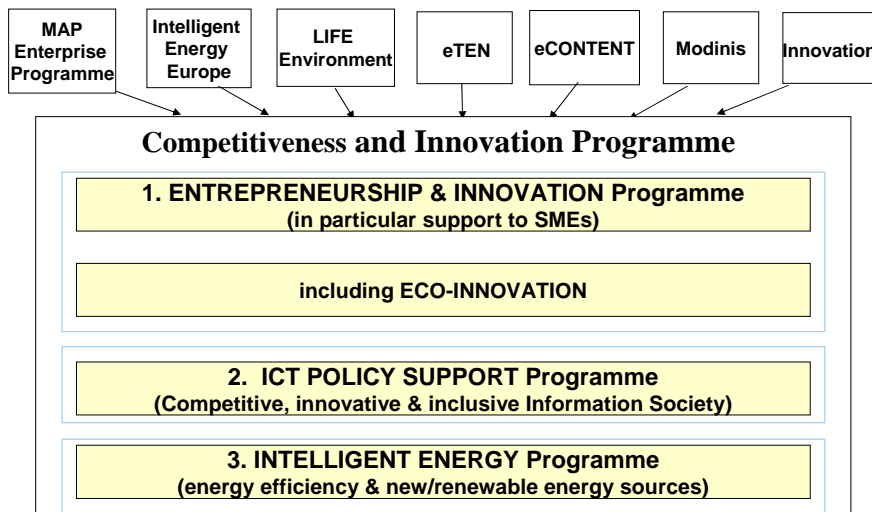 MAP
Enterprise
Programme
Intelligent
Energy
Europe
LIFE
Environment
eTEN
eCONTENT
Modinis
Innovation
Competitiveness and Innovation Programme
1. ENTREPRENEURSHIP & INNOVATION Programme
(in particular support to SMEs)
including ECO-INNOVATION
2. ICT POLICY SUPPORT Programme
(Competitive, innovative & inclusive Information Society)
3. INTELLIGENT ENERGY Programme
(energy efficiency & new/renewable energy sources)